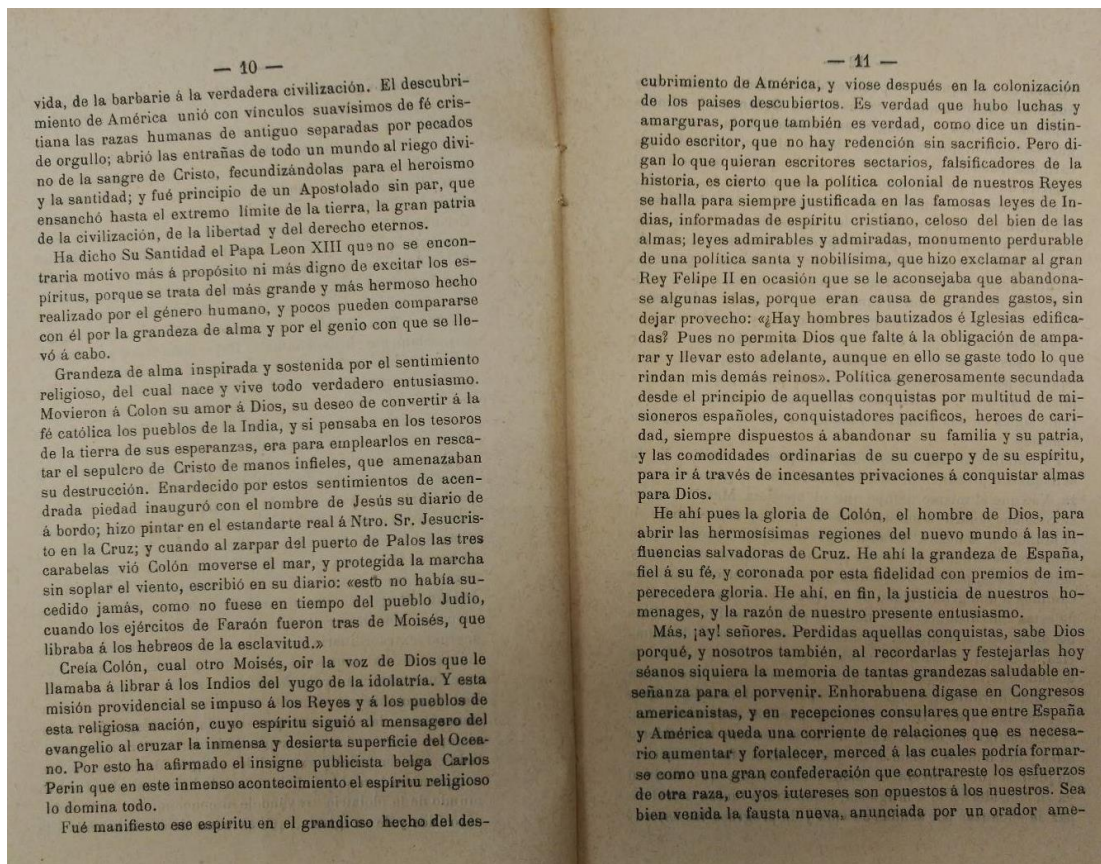 — 10 —
vida, de la barbarie á la verdadera civilización. El descubri-
miento de América unió con vínculos suavísimos de fé cris-
tiana las razas humanas de antiguo separadas por pecados
de orgullo; abrió las entrañas de todo un mundo al riego divi-
no de la sangre de Cristo, fecundizándolas para el heroismo
y la santidad; y fué principio de un Apostolado sin par, que
ensanchó hasta el extremo límite de la tierra, la gran patria
de la civilización, de la libertad y del derecho eternos.
Ha dicho Su Santidad el Papa Leon XIII que no se encon-
traria motivo más á propósito ni más digno de excitar los es-
píritus, porque se trata del más grande y más hermoso hecho
realizado por el género humano, y pocos pueden compararse
con él por la grandeza de alma y por el genio con que se lle-
vó á cabo.
Grandeza de alma inspirada y sostenida por el sentimiento
religioso, del cual nace y vive todo verdadero entusiasmo.
Movieron á Colon su amor á Dios, su deseo de convertir á la
fé católica los pueblos de la India, y si pensaba en los tesoros
de la tierra de sus esperanzas, era para emplearlos en resca-
tar el sepulcro de Cristo de manos infieles, que amenazaban
su destrucción. Enardecido por estos sentimientos de acen-
drada piedad inauguró con el nombre de Jesús su diario de
á bordo; hizo pintar en el estandarte real á Ntro. Sr. Jesucris-
to en la Cruz; y cuando al zarpar del puerto de Palos las tres
carabelas vió Colón moverse el mar, y protegida la marcha
sin soplar el viento, escribió en su diario: «esto no había su-
cedido jamás, como no fuese en tiempo del pueblo Judio,
cuando los ejércitos de Faraón fueron tras de Moisés, que
libraba á los hebreos de la esclavitud.»
Creía Colón, cual otro Moisés, oir la voz de Dios que le
llamaba á librar á los Indios del yugo de la idolatría. Y esta
misión providencial se impuso á los Reyes y á los pueblos de
esta religiosa nación, cuyo espíritu siguió al mensagero del
evangelio al cruzar la inmensa y desierta superficie del Ocea-
no. Por esto ha afirmado el insigne publicista belga Carlos
Perin que en este inmenso acontecimiento el espíritu religioso
lo domina todo.
Fué manifiesto ese espíritu en el grandioso hecho del des-
— 11 —
cubrimiento de América, y viose después en la colonización
de los paises descubiertos. Es verdad que hubo luchas y
amarguras, porque también es verdad, como dice un distin-
guido escritor, que no hay redención sin sacrificio. Pero di-
gan lo que quieran escritores sectarios, falsificadores de la
historia, es cierto que la política colonial de nuestros Reyes
se halla para siempre justificada en las famosas leyes de In-
dias, informadas de espíritu cristiano, celoso del bien de las
almas; leyes admirables y admiradas, monumento perdurable
de una política santa y nobilísima, que hizo exclamar al gran
Rey Felipe II en ocasión que se le aconsejaba que abandona-
se algunas islas, porque eran causa de grandes gastos, sin
dejar provecho: «¿Hay hombres bautizados é Iglesias edifica-
das? Pues no permita Dios que falte á la obligación de ampa-
rar y llevar esto adelante, aunque en ello se gaste todo lo que
rindan mis demás reinos». Política generosamente secundada
desde el principio de aquellas conquistas por multitud de mi-
sioneros españoles, conquistadores pacíficos, heroes de cari-
dad, siempre dispuestos á abandonar su familia y su patria,
y las comodidades ordinarias de su cuerpo y de su espíritu,
para ir á través de incesantes privaciones á conquistar almas
para Dios.
He ahí pues la gloria de Colón, el hombre de Dios, para
abrir las hermosísimas regiones del nuevo mundo á las in-
fluencias salvadoras de Cruz. He ahí la grandeza de España,
fiel á su fé, y coronada por esta fidelidad con premios de im-
perecedera gloria. He ahí, en fin, la justicia de nuestros ho-
menages, y la razón de nuestro presente entusiasmo.
Más, ¡ay! señores. Perdidas aquellas conquistas, sabe Dios
porqué, y nosotros también, al recordarlas y festejarlas hoy
séanos siquiera la memoria de tantas grandezas saludable en-
señanza para el porvenir. Enhorabuena dígase en Congresos
americanistas, y en recepciones consulares que entre España
y América queda una corriente de relaciones que es necesa-
rio aumentar y fortalecer, merced á las cuales podría formar-
se como una gran confederación que contrareste los esfuerzos
de otra raza, cuyos intereses son opuestos á los nuestros. Sea
bien venida la fausta nueva, anunciada por un orador ame-